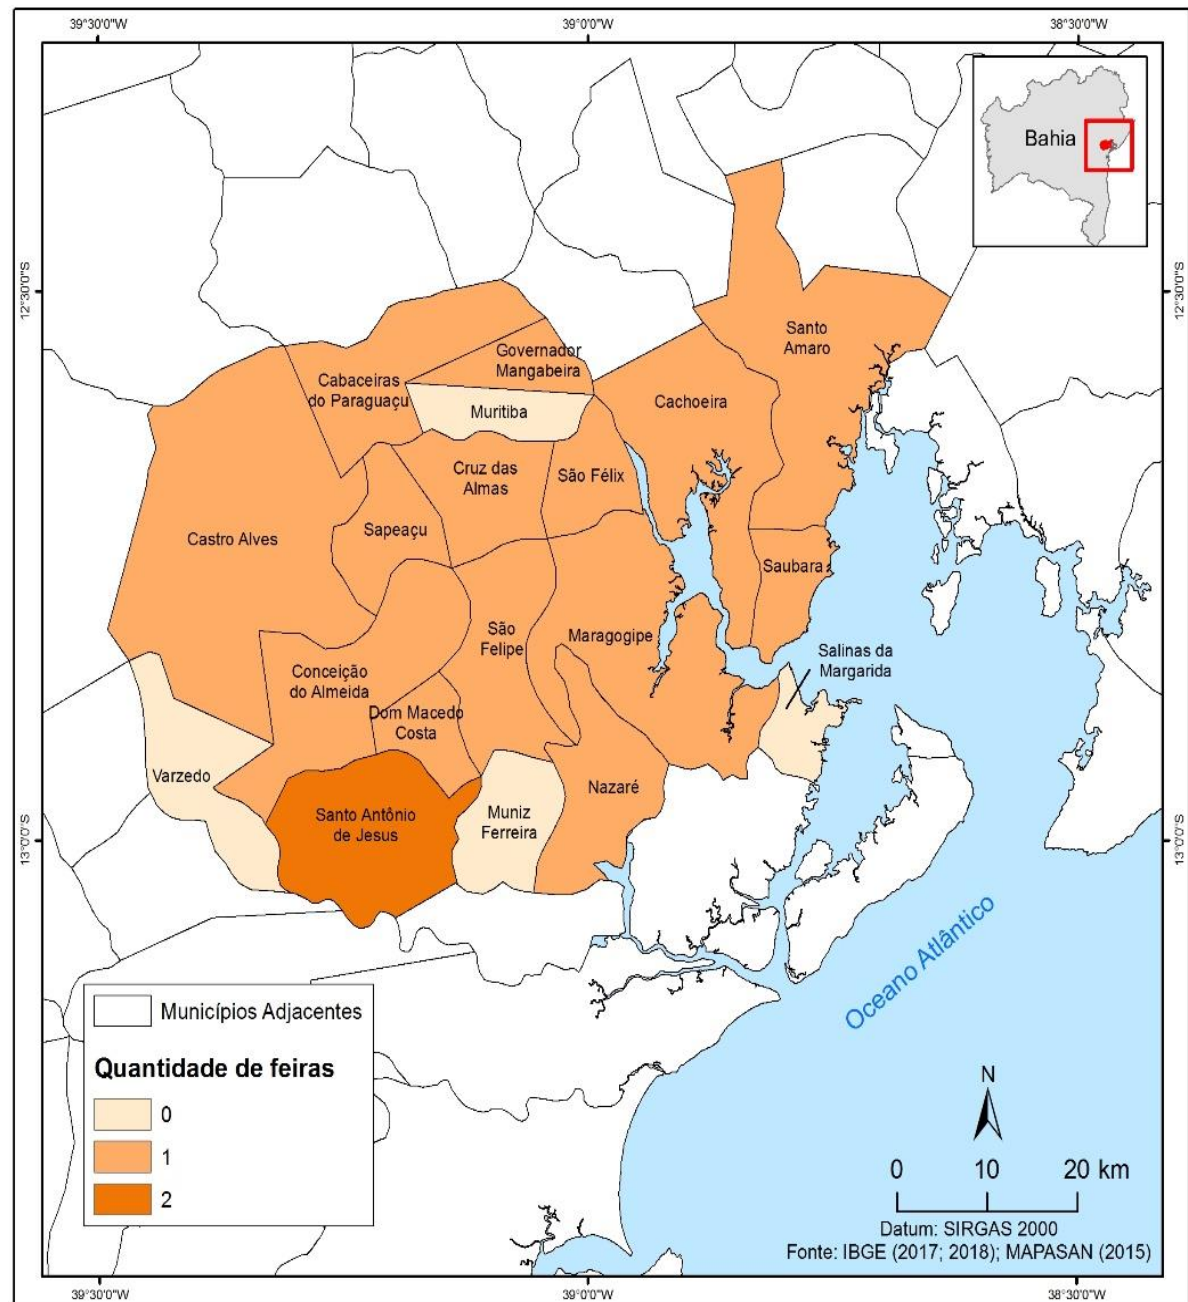 39°30'0"W
39°0'0"W
38°30'0"W
Bahia
12°30'0"S
12°30'0"S
Santo
Amaro
Governador
Mangabeira
Cabaceiras
do Paraguaçu
Muritiba
Cachoeira
Cruz das
Almas
São Félix
Sapeaçu
Castro Alves
Saubara
São
Felipe
Maragogipe
Salinas da
Margarida
Conceição
do Almeida
Dom Macedo
Costa
Varzedo
Nazaré
Santo Antônio
de Jesus
Muniz
Ferreira
13°0'0"S
13°0'0"S
Oceano Atlântico
Municípios Adjacentes
Quantidade de feiras
0
1
2
N
0 10 20 km
Datum: SIRGAS 2000
Fonte: IBGE (2017; 2018); MAPASAN (2015)
39°30'0"W
39°0'0"W
38°30'0"W